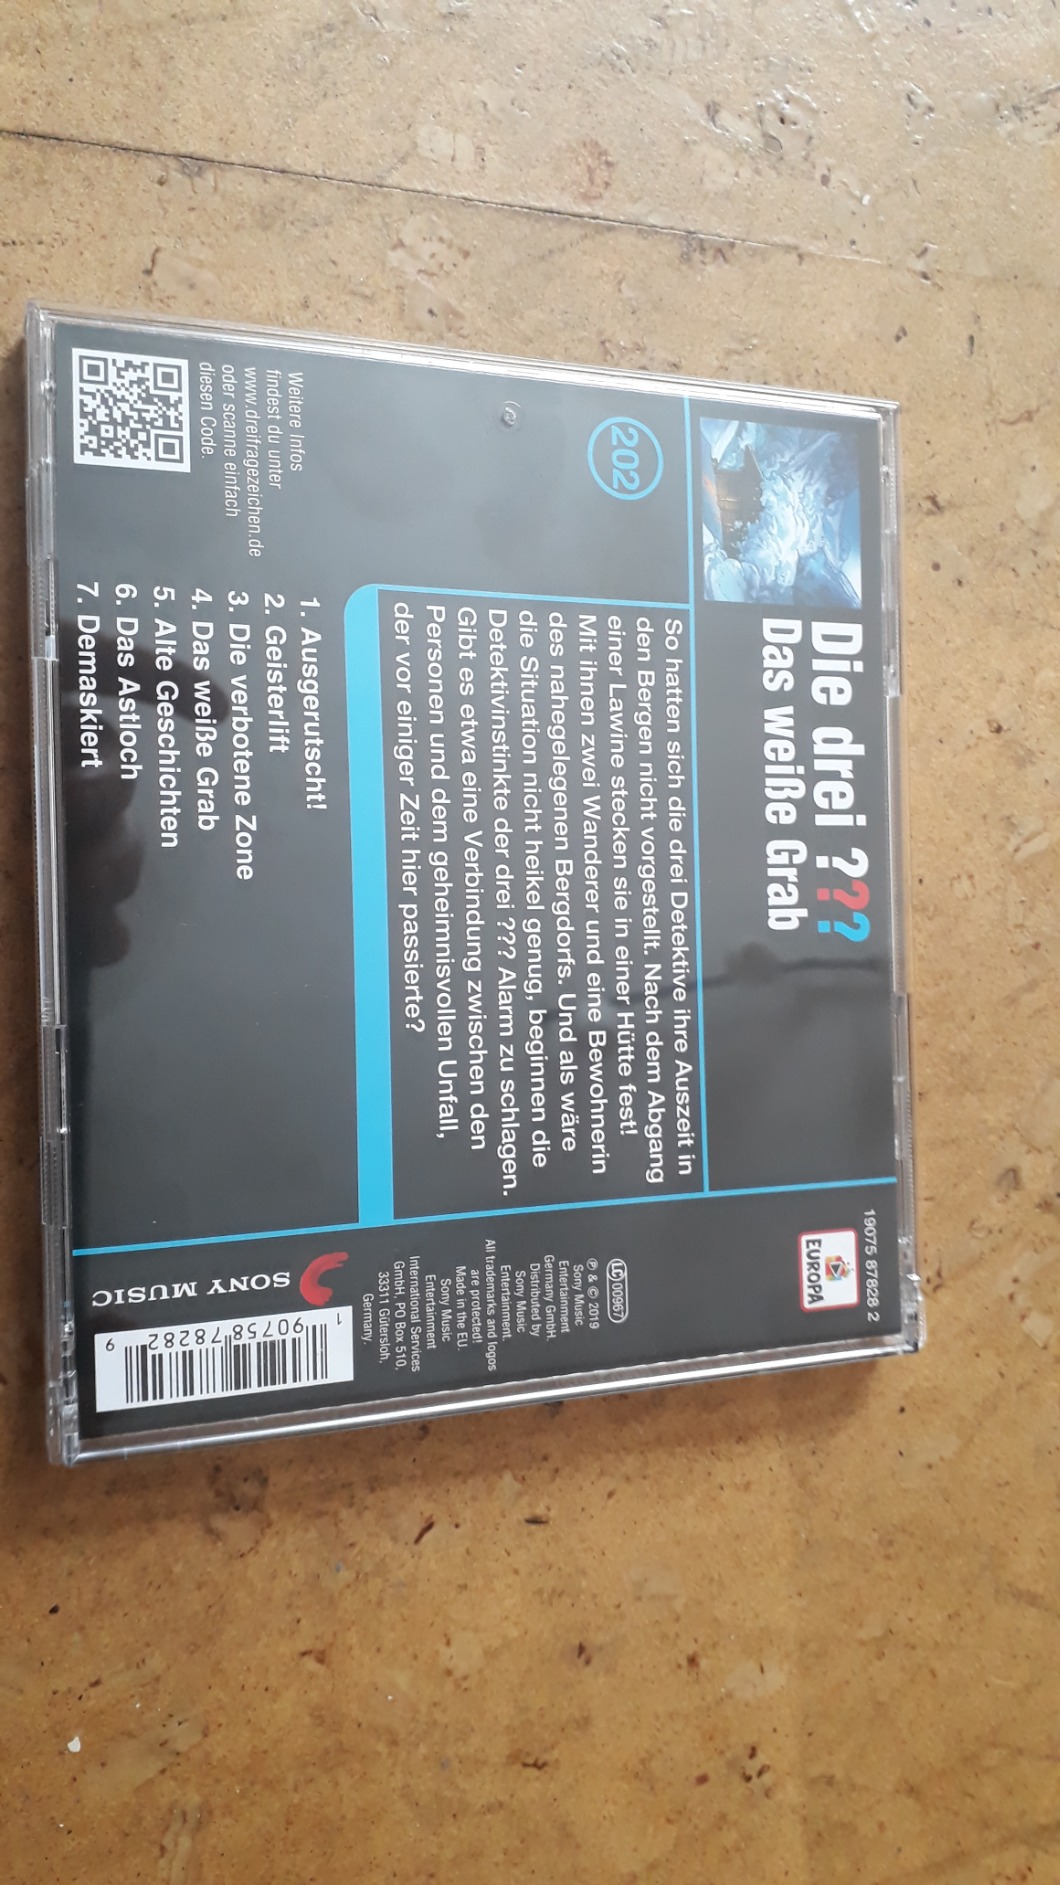 Die drei ???
Das weiße Grab
202
So hatten sich die drei Detektive ihre Auszeit in
den Bergen nicht vorgestellt. Nach dem Abgang
einer Lawine stecken sie in einer Hütte fest!
Mit ihnen zwei Wanderer und eine Bewohnerin
des nahegelegenen Bergdorfs. Und als wäre
die Situation nicht heikel genug, beginnen die
Detektivinstinkte der drei ??? Alarm zu schlagen.
Gibt es etwa eine Verbindung zwischen den
Personen und dem geheimnisvollen Unfall,
der vor einiger Zeit hier passierte?
1. Ausgerutscht!
2. Geisterlift
3. Die verbotene Zone
4. Das weiße Grab
5. Alte Geschichten
6. Das Astloch
7. Demaskiert
Weitere Infos
findest du unter
www.dreifragezeichen.de
oder scanne einfach
diesen Code.
19075 87828 2
EUROPA
LC 00967
℗ & © 2019
Sony Music
Entertainment
Germany GmbH.
Distributed by
Sony Music
Entertainment.
All trademarks and logos
are protected!
Made in the EU.
Sony Music
Entertainment
International Services
GmbH, PO Box 510,
33311 Gütersloh,
Germany.
SONY MUSIC
1 90758 78282 9